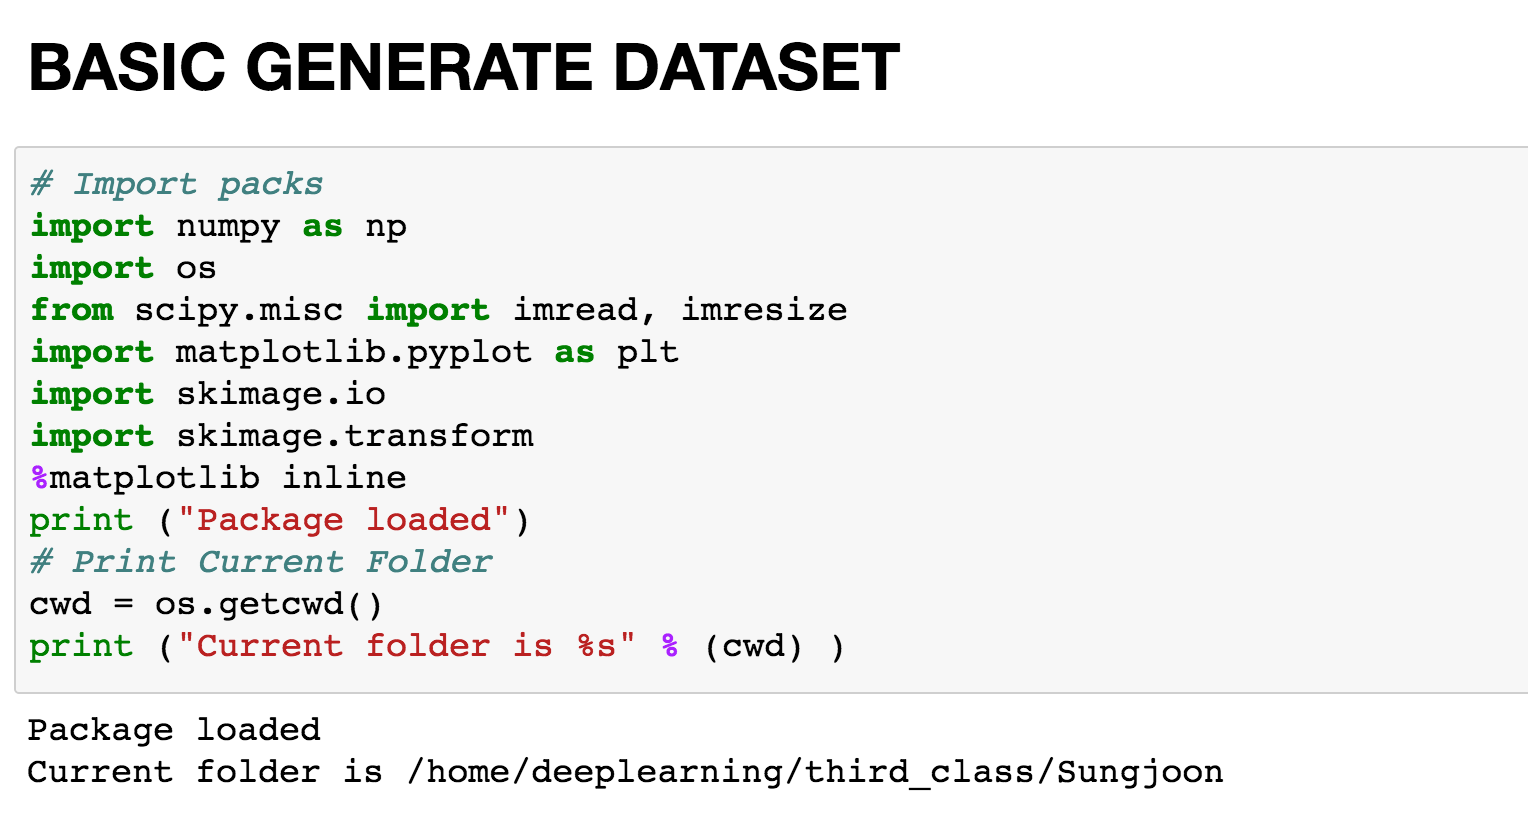 BASIC GENERATE DATASET
# Import packs
import numpy as np
import os
from scipy.misc import imread, imresize
import matplotlib.pyplot as plt
import skimage.io
import skimage.transform
%matplotlib inline
print ("Package loaded")
# Print Current Folder
cwd = os.getcwd()
print ("Current folder is %s" % (cwd) )
Package loaded
Current folder is /home/deeplearning/third_class/Sungjoon